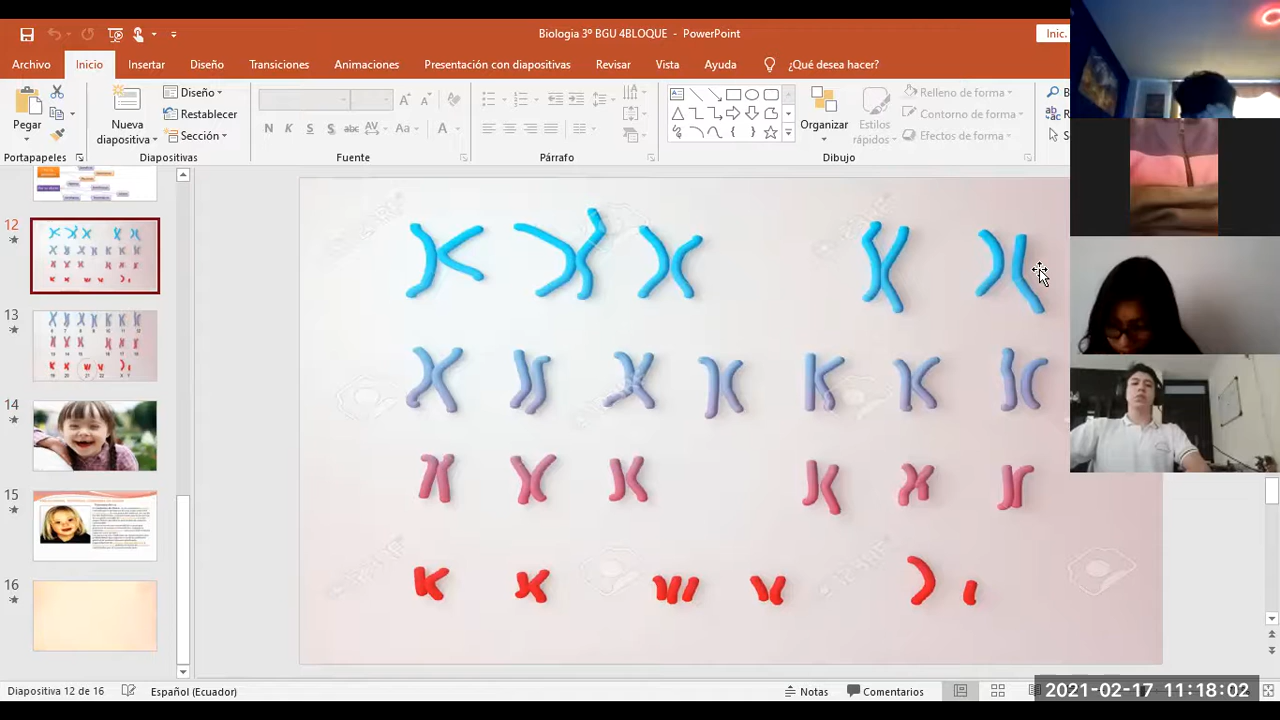 Biologia 3º BGU 4BLOQUE - PowerPoint
Inic.
Archivo Inicio Insertar Diseño Transiciones Animaciones Presentación con diapositivas Revisar Vista Ayuda ¿Qué desea hacer?
Pegar
Nueva diapositiva
Diseño
Restablecer
Sección
N K S S abc AV Aa A
Organizar
Estilos rápidos
Relleno de forma
Contorno de forma
Efectos de forma
Portapapeles Diapositivas Fuente Párrafo Dibujo
12
13
14
15
16
Diapositiva 12 de 16 Español (Ecuador) Notas Comentarios
2021-02-17 11:18:02